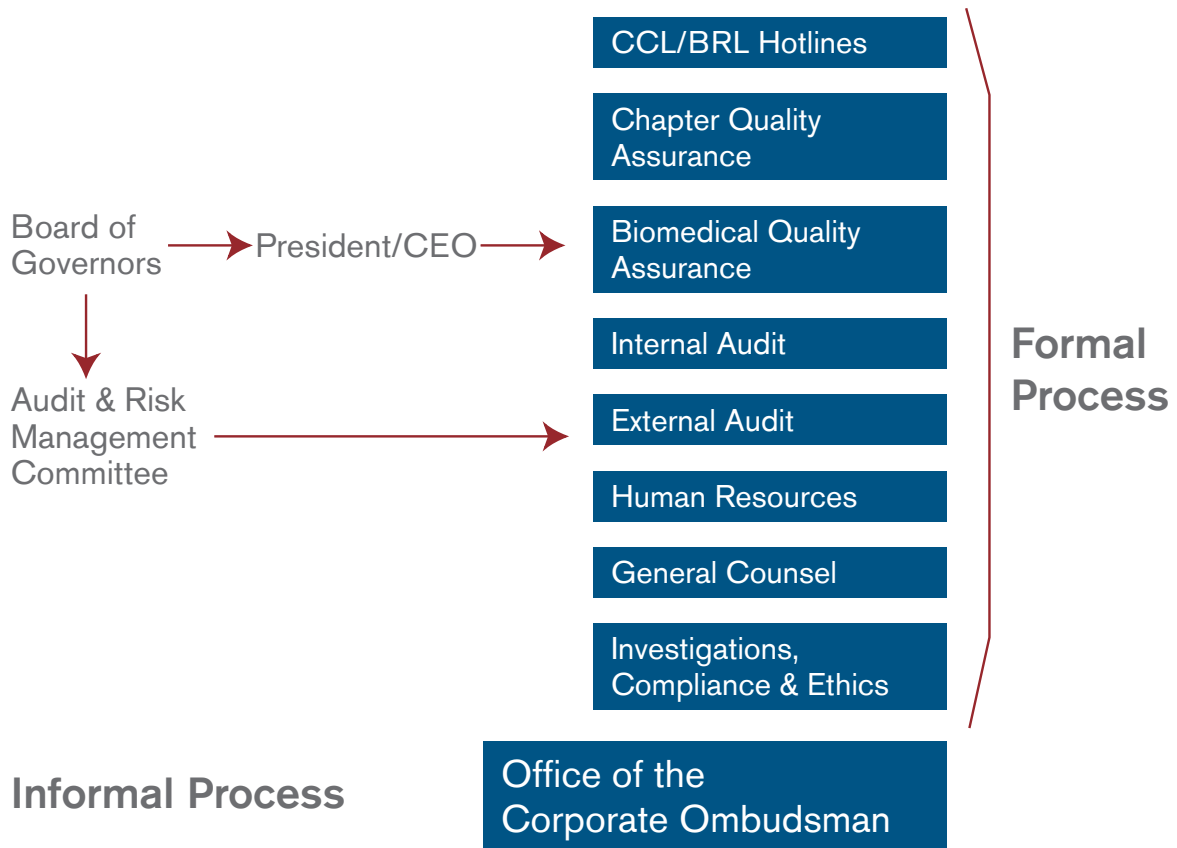 CCL/BRL Hotlines
Chapter Quality
Assurance
Board of
Governors
President/CEO
Biomedical Quality
Assurance
Internal Audit
Formal
Process
Audit & Risk
Management
Committee
External Audit
Human Resources
General Counsel
Investigations,
Compliance & Ethics
Informal Process
Office of the
Corporate Ombudsman